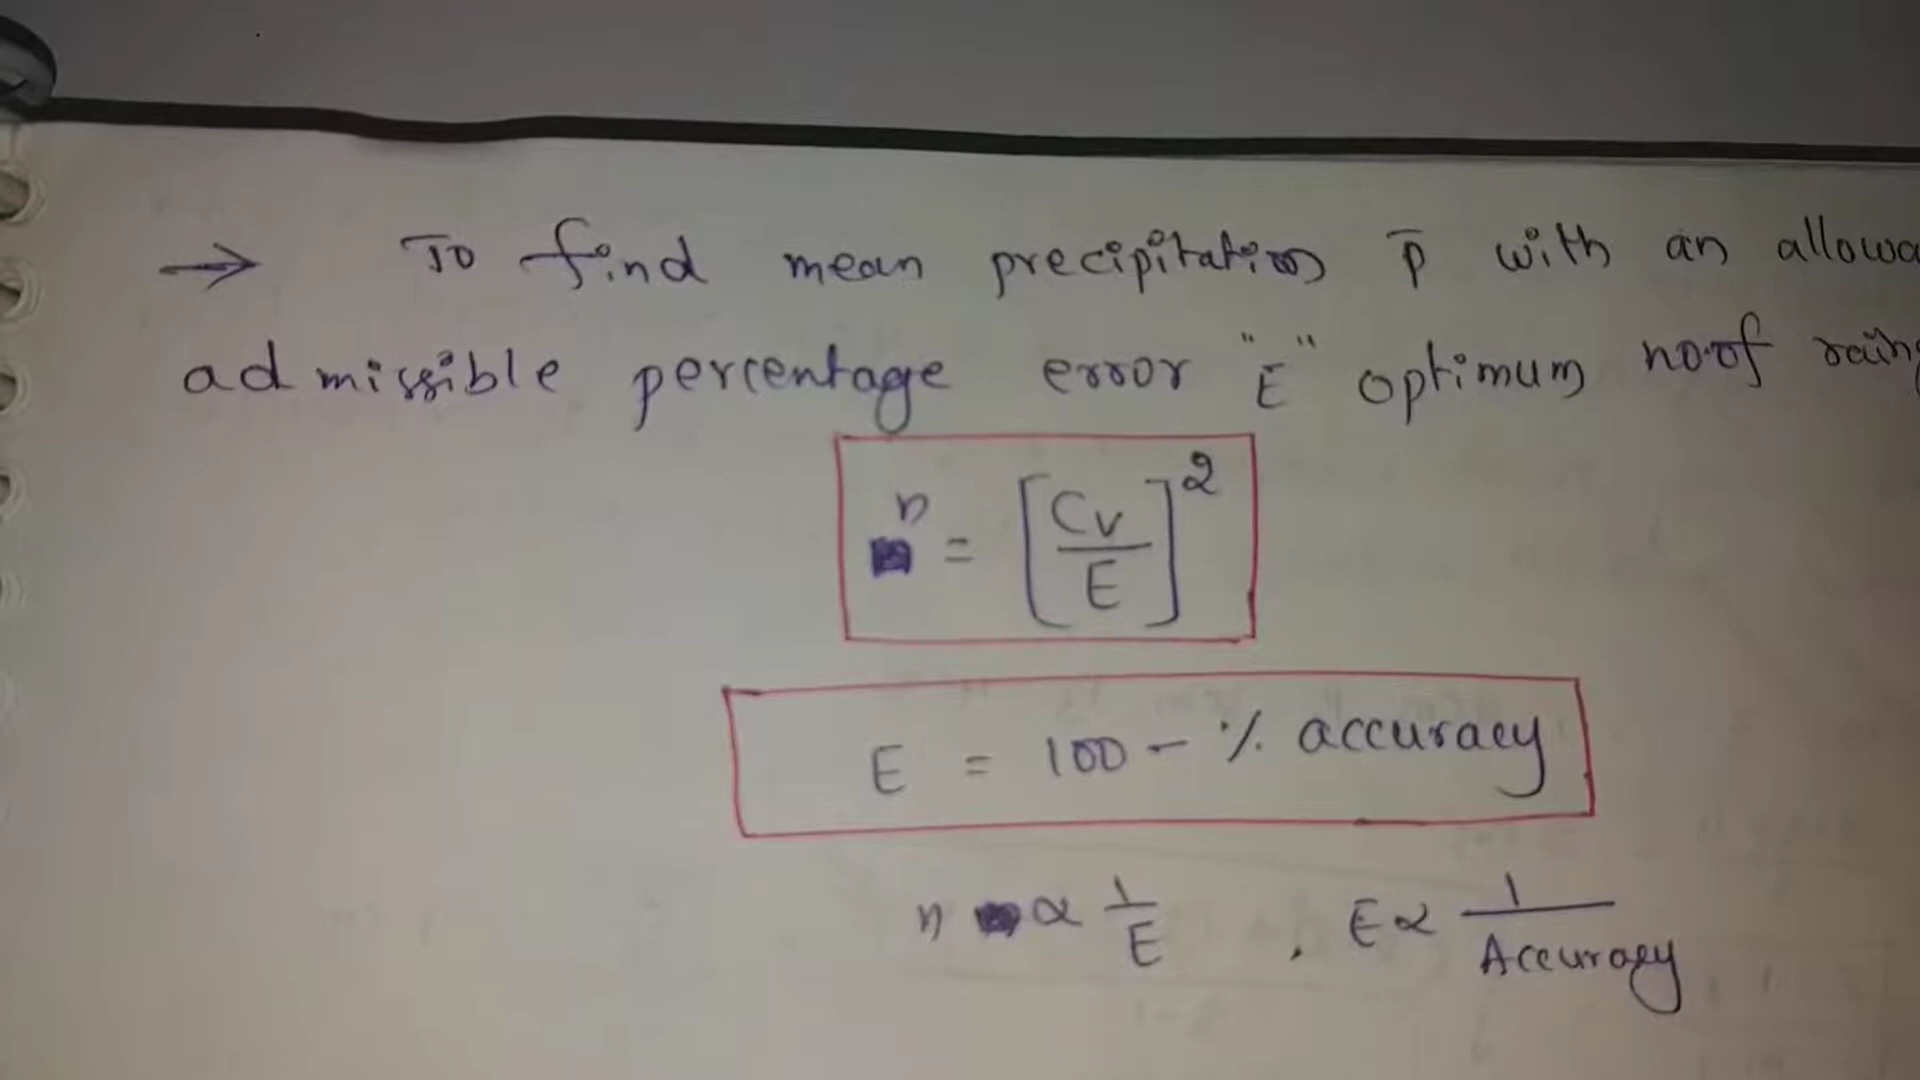 → To find mean precipitation p̄ with an
admissible percentage error "E" optimum no.of
n = [Cv/E]²
E = 100 - % accuracy
n ∝ 1/E , E ∝ 1/Accuracy